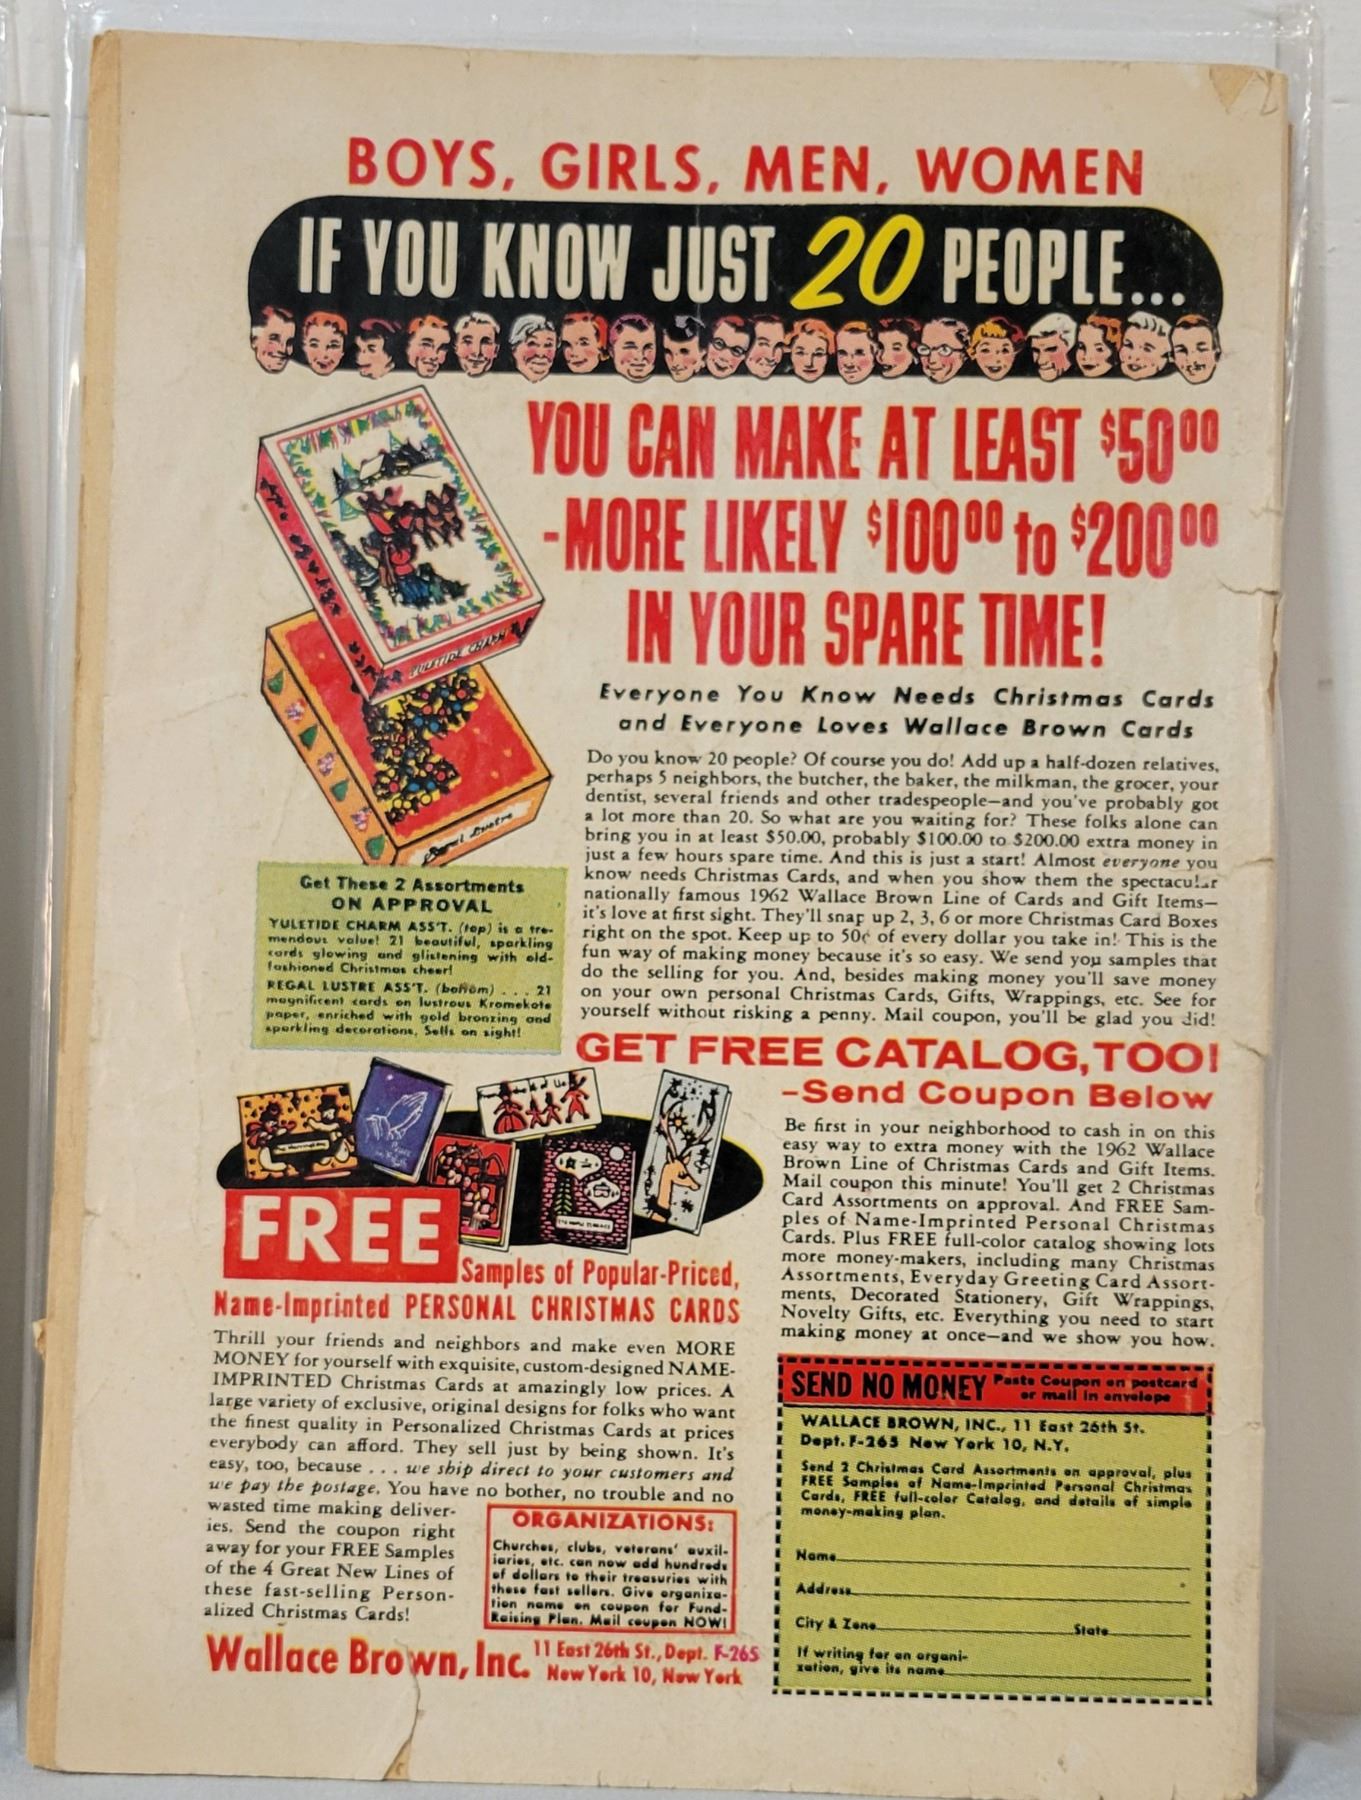 BOYS, GIRLS, MEN, WOMEN
IF YOU KNOW JUST 20 PEOPLE...
YOU CAN MAKE AT LEAST $50.00
-MORE LIKELY $100.00 to $200.00
IN YOUR SPARE TIME!
YULETIDE CHARM
Regal Lustre
Everyone You Know Needs Christmas Cards
and Everyone Loves Wallace Brown Cards
Do you know 20 people? Of course you do! Add up a half-dozen relatives,
perhaps 5 neighbors, the butcher, the baker, the milkman, the grocer, your
dentist, several friends and other tradespeople—and you've probably got
a lot more than 20. So what are you waiting for? These folks alone can
bring you in at least $50.00, probably $100.00 to $200.00 extra money in
just a few hours spare time. And this is just a start! Almost everyone you
know needs Christmas Cards, and when you show them the spectacular
nationally famous 1962 Wallace Brown Line of Cards and Gift Items—
it's love at first sight. They'll snap up 2, 3, 6 or more Christmas Card Boxes
right on the spot. Keep up to 50¢ of every dollar you take in! This is the
fun way of making money because it's so easy. We send you samples that
do the selling for you. And, besides making money you'll save money
on your own personal Christmas Cards, Gifts, Wrappings, etc. See for
yourself without risking a penny. Mail coupon, you'll be glad you did!
Get These 2 Assortments
ON APPROVAL
YULETIDE CHARM ASS'T. (top) is a tre-
mendous value! 21 beautiful, sparkling
cards glowing and glistening with old-
fashioned Christmas cheer!
REGAL LUSTRE ASS'T. (bottom) . . . 21
magnificent cards on lustrous Kromekote
paper, enriched with gold bronzing and
sparkling decorations. Sells on sight!
GET FREE CATALOG, TOO!
-Send Coupon Below
Be first in your neighborhood to cash in on this
easy way to extra money with the 1962 Wallace
Brown Line of Christmas Cards and Gift Items.
Mail coupon this minute! You'll get 2 Christmas
Card Assortments on approval. And FREE Sam-
ples of Name-Imprinted Personal Christmas
Cards. Plus FREE full-color catalog showing lots
more money-makers, including many Christmas
Assortments, Everyday Greeting Card Assort-
ments, Decorated Stationery, Gift Wrappings,
Novelty Gifts, etc. Everything you need to start
making money at once—and we show you how.
FREE
Samples of Popular-Priced,
Name-Imprinted PERSONAL CHRISTMAS CARDS
Thrill your friends and neighbors and make even MORE
MONEY for yourself with exquisite, custom-designed NAME-
IMPRINTED Christmas Cards at amazingly low prices. A
large variety of exclusive, original designs for folks who want
the finest quality in Personalized Christmas Cards at prices
everybody can afford. They sell just by being shown. It's
easy, too, because . . . we ship direct to your customers and
we pay the postage. You have no bother, no trouble and no
wasted time making deliver-
ies. Send the coupon right
away for your FREE Samples
of the 4 Great New Lines of
these fast-selling Person-
alized Christmas Cards!
ORGANIZATIONS:
Churches, clubs, veterans' auxil-
iaries, etc. can now add hundreds
of dollars to their treasuries with
these fast sellers. Give organiza-
tion name on coupon for Fund-
Raising Plan. Mail coupon NOW!
Wallace Brown, Inc. 11 East 26th St., Dept. F-265
New York 10, New York
SEND NO MONEY Paste Coupon on postcard
or mail in envelope
WALLACE BROWN, INC., 11 East 26th St.
Dept. F-265 New York 10, N.Y.
Send 2 Christmas Card Assortments on approval, plus
FREE Samples of Name-Imprinted Personal Christmas
Cards, FREE full-color Catalog, and details of simple
money-making plan.
Name
Address
City & Zone State
If writing for an organi-
zation, give its name